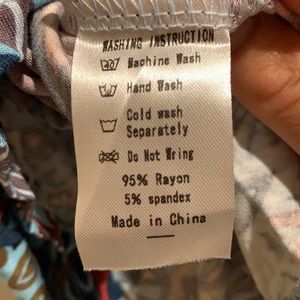 WASHING INSTRUCTION
Machine Wash
Hand Wash
Cold wash
Separately
Do Not Wring
95% Rayon
5% spandex
Made in China